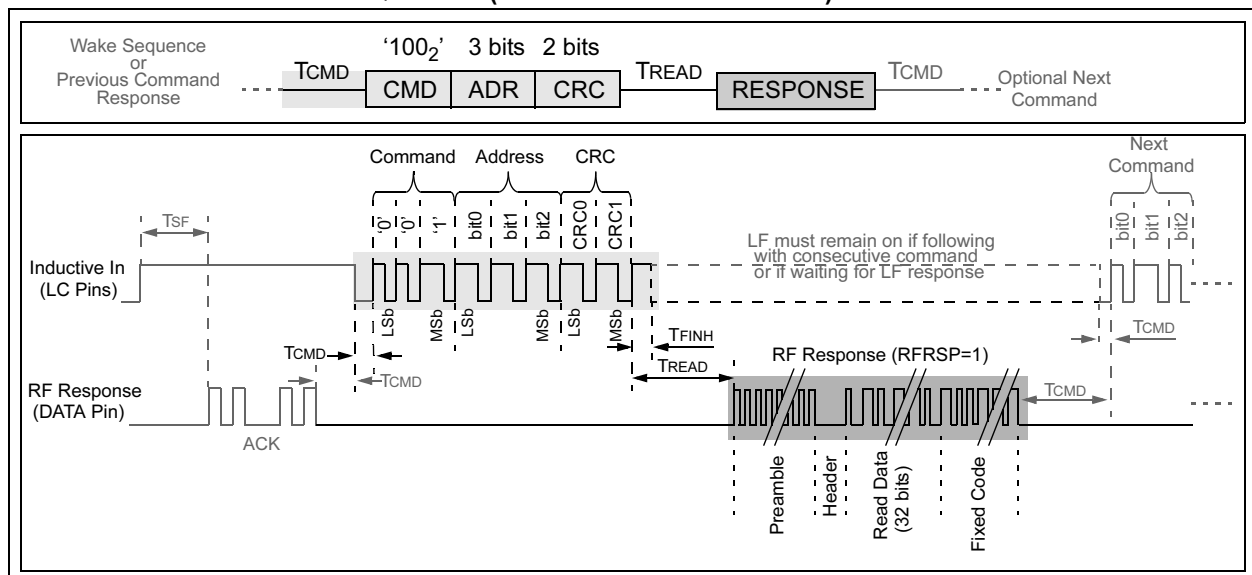 Wake Sequence
or
Previous Command
Response
TCMD
‘100₂’ 3 bits 2 bits
CMD ADR CRC
TREAD
RESPONSE
TCMD
Optional Next
Command
Command Address CRC
Next
Command
TSF
‘0’ ‘0’ ‘1’ bit0 bit1 bit2 CRC0 CRC1
bit0 bit1 bit2
Inductive In
(LC Pins)
LF must remain on if following
with consecutive command
or if waiting for LF response
LSb MSb LSb MSb LSb MSb
TCMD
TCMD
TFINH
TREAD
TCMD
RF Response (RFRSP=1)
RF Response
(DATA Pin)
ACK
TCMD
Preamble
Header
Read Data
(32 bits)
Fixed Code